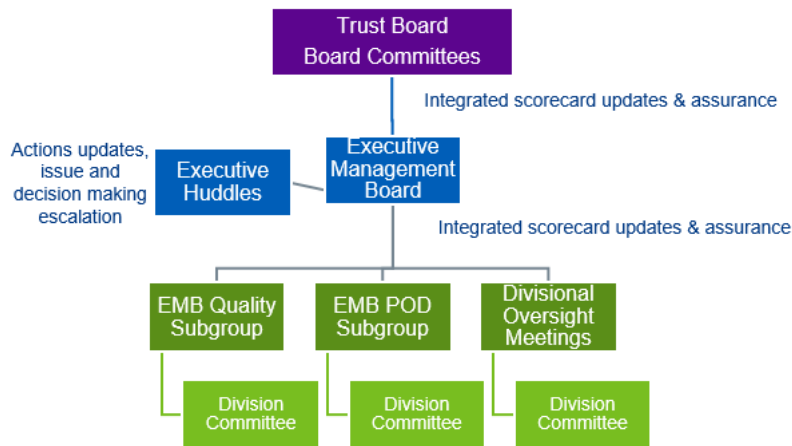 Trust Board
Board Committees
Integrated scorecard updates & assurance
Actions updates,
issue and
decision making
escalation
Executive
Huddles
Executive
Management
Board
Integrated scorecard updates & assurance
EMB Quality
Subgroup
EMB POD
Subgroup
Divisional
Oversight
Meetings
Division
Committee
Division
Committee
Division
Committee